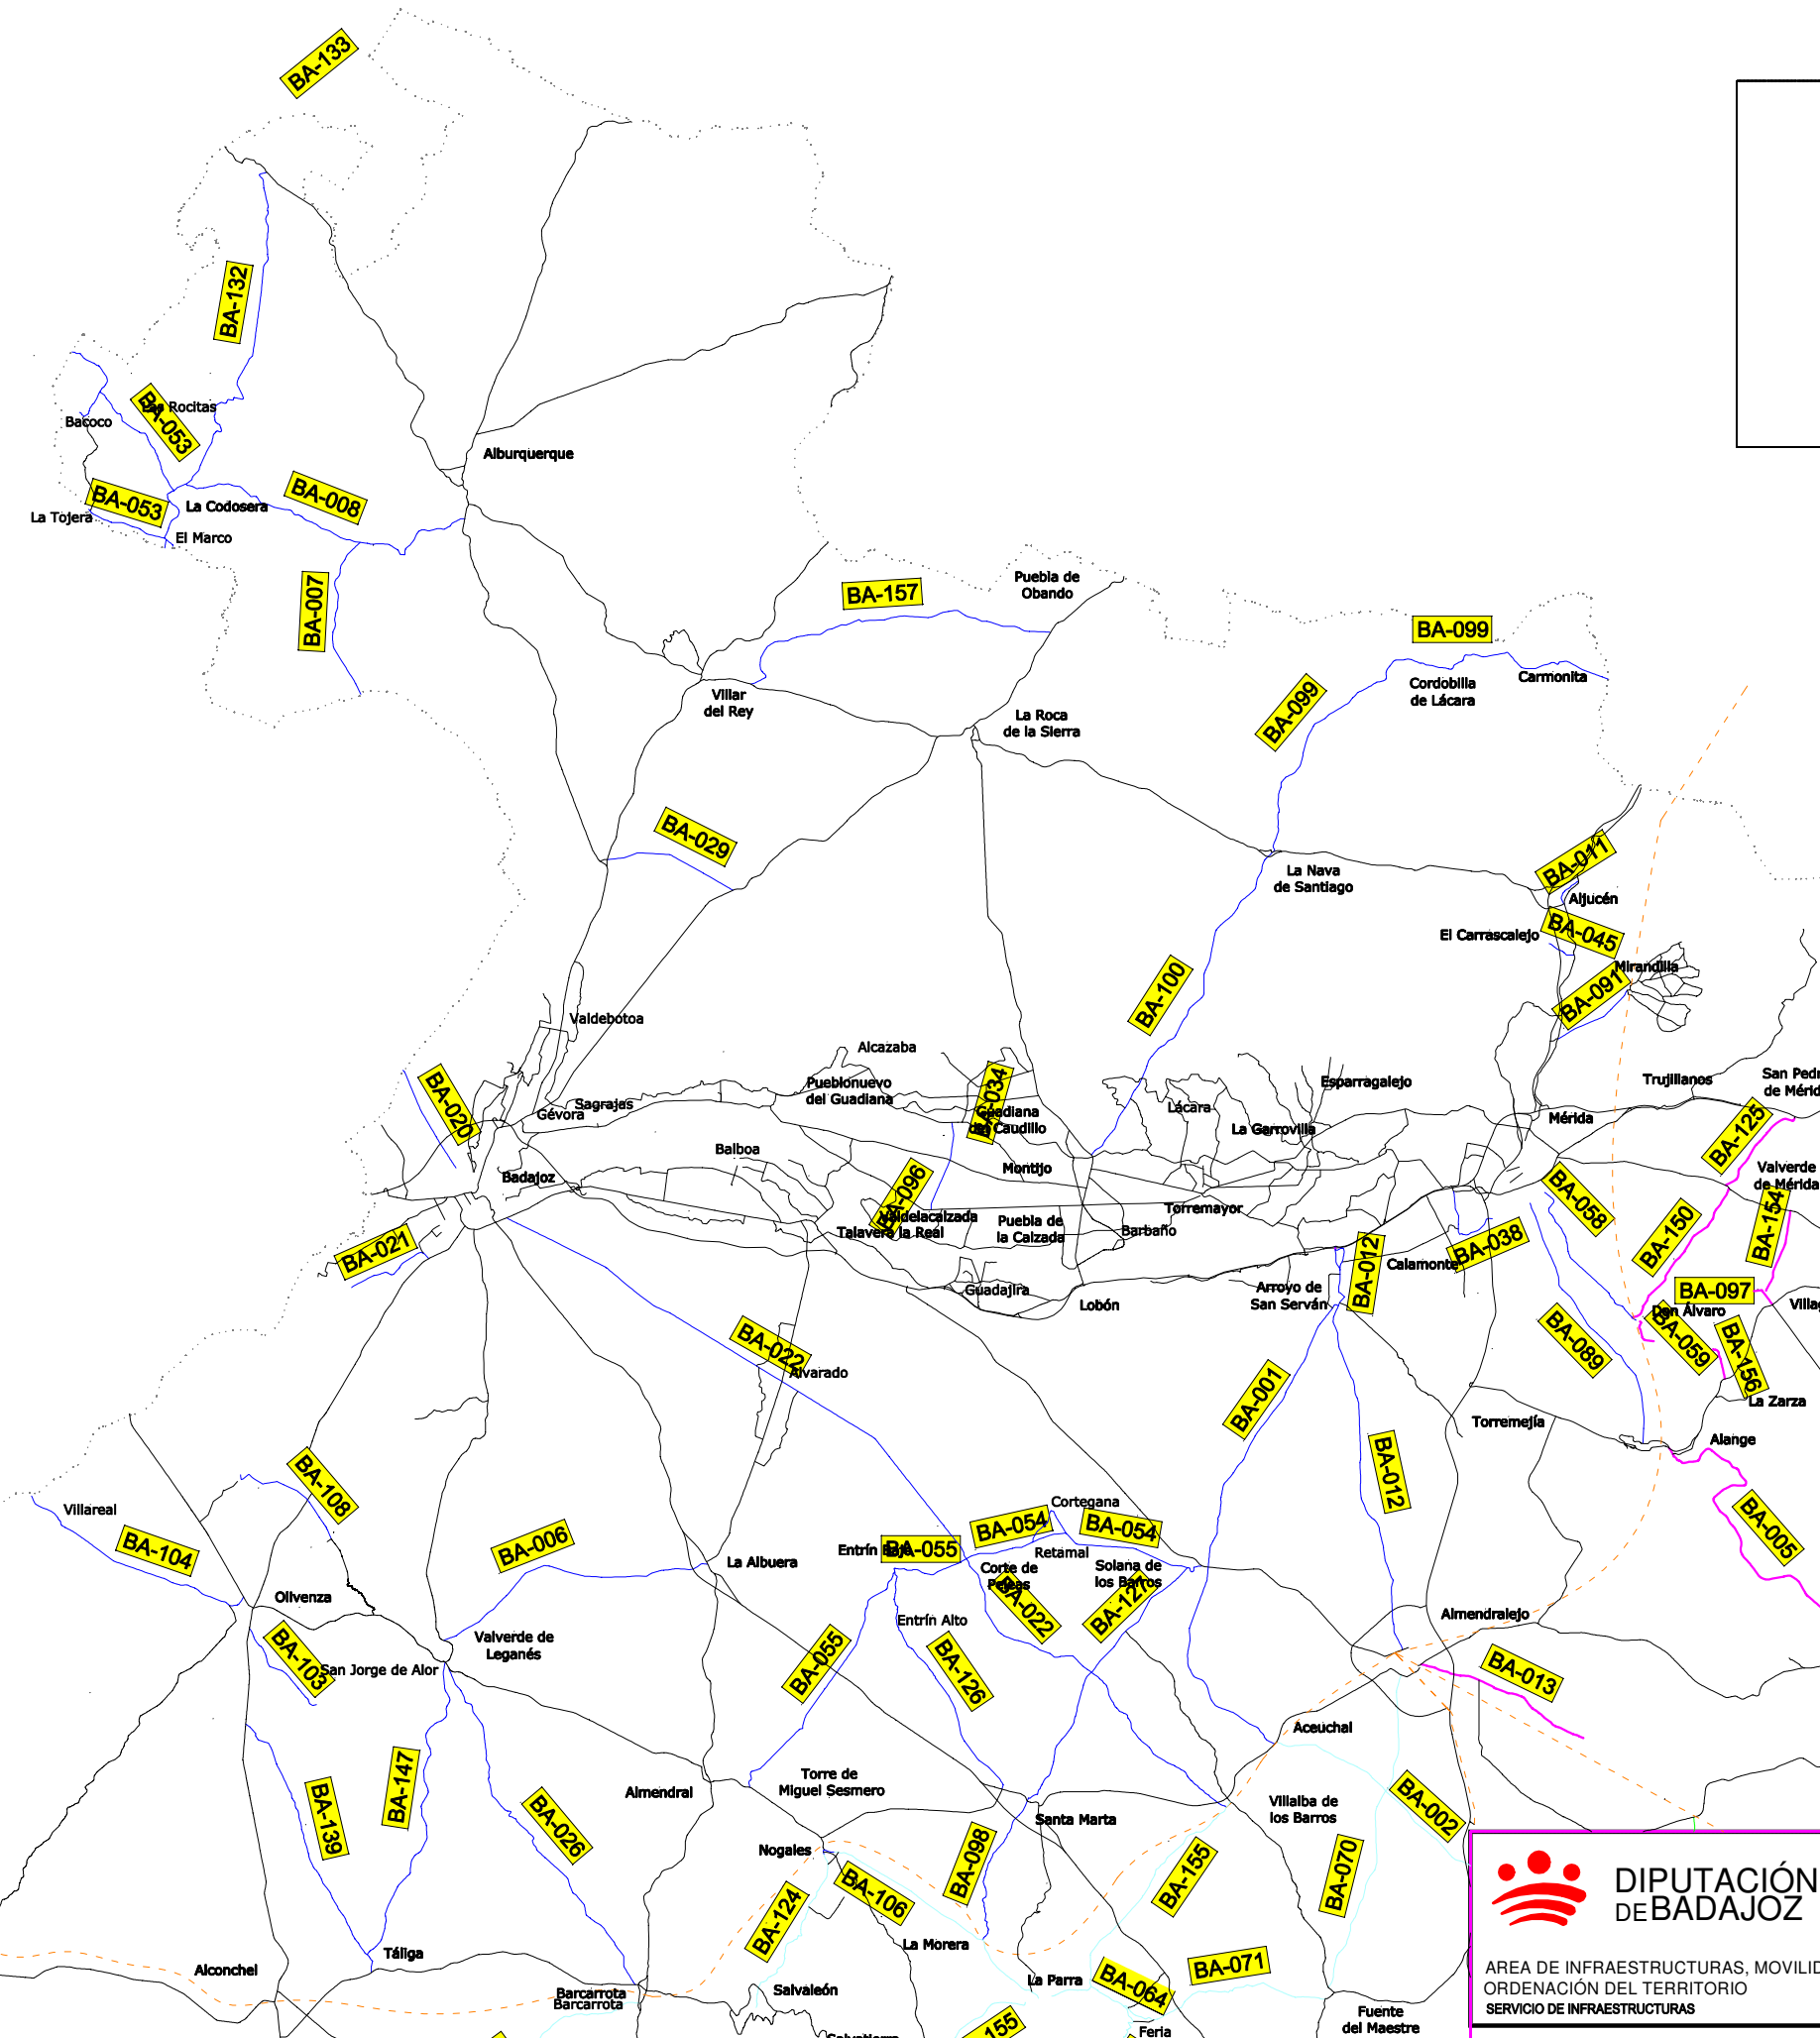 BA-133
BA-132
Las Rocitas
BA-053
Bacoco
Alburquerque
BA-053
La Codosera
BA-008
La Tojera
El Marco
BA-007
BA-157
Puebla de
Obando
BA-099
Carmonita
Cordobilla
de Lácara
BA-099
Villar
del Rey
La Roca
de la Sierra
BA-029
BA-011
La Nava
de Santiago
Aljucén
BA-045
El Carrascalejo
Mirandilla
BA-091
BA-100
Valdebotoa
Alcazaba
BA-034
Pueblonuevo
del Guadiana
Esparragalejo
Trujillanos
BA-020
Sagrajas
Gévora
Guadiana
del Caudillo
Lácara
La Garrovilla
Mérida
BA-125
Balboa
Badajoz
Montijo
BA-096
Valverde
de Mérida
BA-058
BA-154
BA-150
Valdelacalzada
Talavera la Real
Puebla de
la Calzada
Torremayor
Barbaño
BA-021
BA-012
Calamonte
BA-038
Guadajira
Lobón
Arroyo de
San Serván
BA-097
Don Álvaro
BA-059
BA-156
BA-089
BA-022
Alvarado
BA-001
La Zarza
Torremejía
Alange
BA-012
BA-108
Villareal
BA-104
BA-006
La Albuera
Entrín Bajo
BA-055
BA-054
Cortegana
BA-054
Retamal
BA-005
Corte de
Peleas
Solana de
los Barros
BA-022
BA-127
Olivenza
Entrín Alto
Almendralejo
BA-103
San Jorge de Alor
Valverde de
Leganés
BA-055
BA-126
BA-013
Aceuchal
BA-147
BA-139
BA-026
Almendral
Torre de
Miguel Sesmero
Santa Marta
Villalba de
los Barros
BA-002
Nogales
BA-098
BA-155
BA-070
BA-106
BA-124
La Morera
DIPUTACIÓN
DE BADAJOZ
AREA DE INFRAESTRUCTURAS,
ORDENACIÓN DEL TERRITORIO
SERVICIO DE INFRAESTRUCTURAS
Táliga
Alconchel
Barcarrota
Barcarrota
Salvaleón
La Parra
BA-064
BA-071
Feria
Fuente
del Maestre